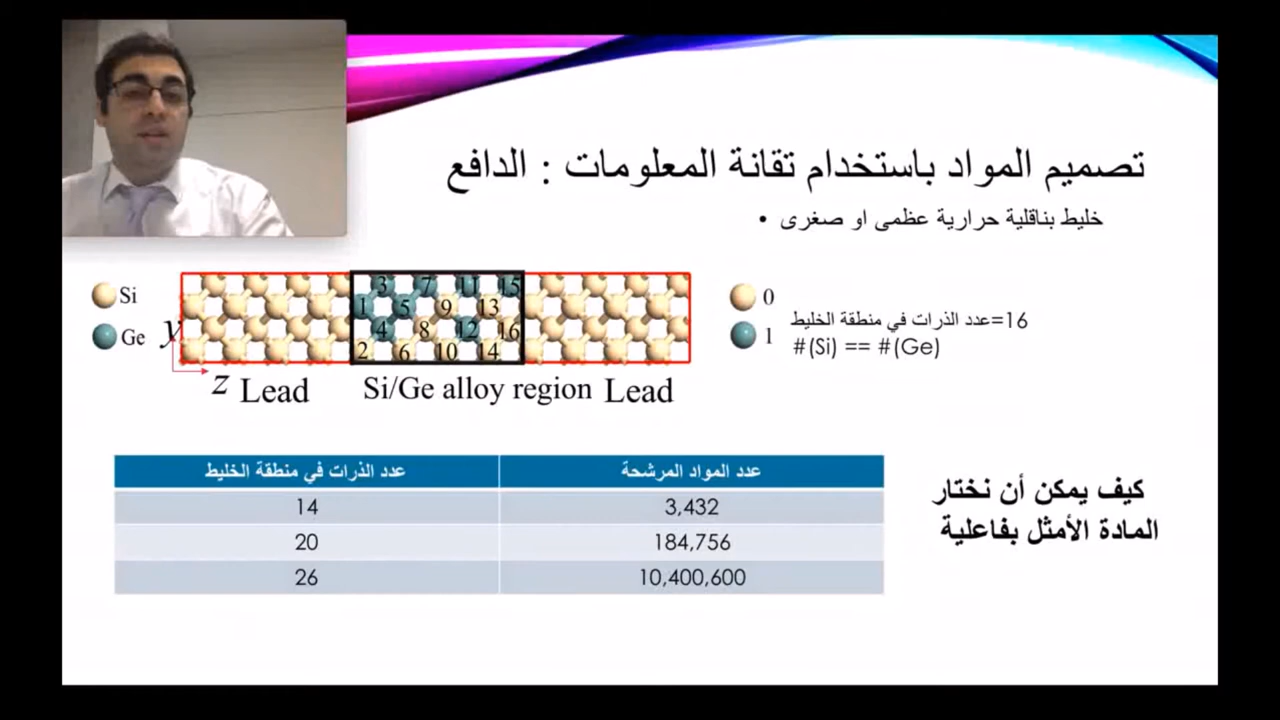 تصميم المواد باستخدام تقانة المعلومات : الدافع
خليط بناقلية حرارية عظمى او صغرى •
Si
Ge
y
z
3 7 11 15
1 5 9 13
4 8 12 16
2 6 10 14
Lead
Si/Ge alloy region
Lead
0
1
16=عدد الذرات في منطقة الخليط
#(Si) == #(Ge)
عدد الذرات في منطقة الخليط عدد المواد المرشحة
14 3,432
20 184,756
26 10,400,600
كيف يمكن أن نختار
المادة الأمثل بفاعلية